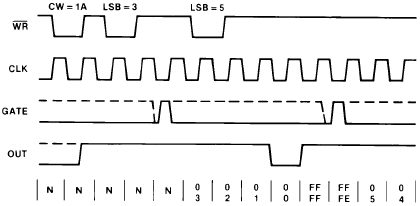 CW = 1A LSB = 3 LSB = 5
WR
CLK
GATE
OUT
N N N N N 0 0 0 0 FF FF 0 0
3 2 1 0 FF FE 5 4